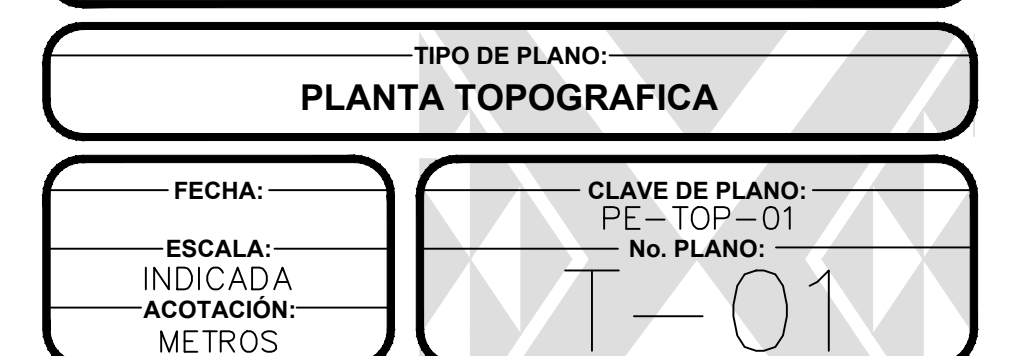 TIPO DE PLANO:
PLANTA TOPOGRAFICA
FECHA:
ESCALA:
INDICADA
ACOTACIÓN:
METROS
CLAVE DE PLANO:
PE-TOP-01
No. PLANO:
T-01